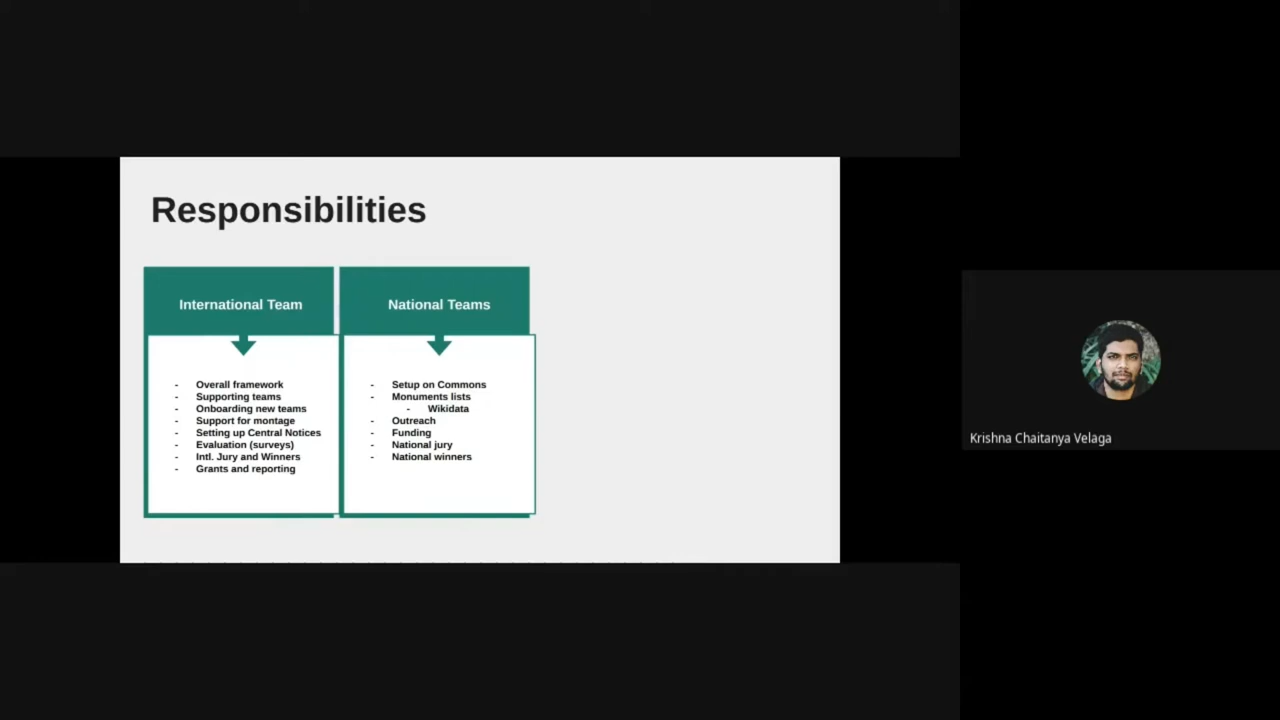 Responsibilities
International Team
- Overall framework
- Supporting teams
- Onboarding new teams
- Support for montage
- Setting up Central Notices
- Evaluation (surveys)
- Intl. Jury and Winners
- Grants and reporting
National Teams
- Setup on Commons
- Monuments lists
- Wikidata
- Outreach
- Funding
- National jury
- National winners
Krishna Chaitanya Velaga